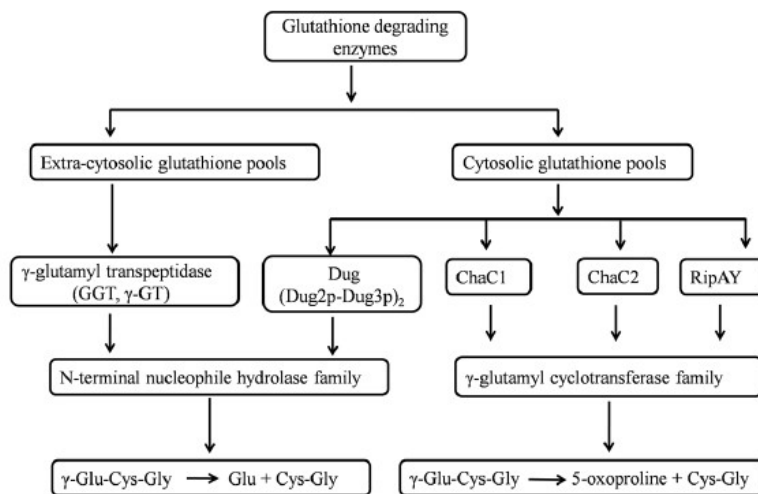 Glutathione degrading
enzymes
Extra-cytosolic glutathione pools
Cytosolic glutathione pools
γ-glutamyl transpeptidase
(GGT, γ-GT)
Dug
(Dug2p-Dug3p)₂
ChaC1
ChaC2
RipAY
N-terminal nucleophile hydrolase family
γ-glutamyl cyclotransferase family
γ-Glu-Cys-Gly → Glu + Cys-Gly
γ-Glu-Cys-Gly → 5-oxoproline + Cys-Gly